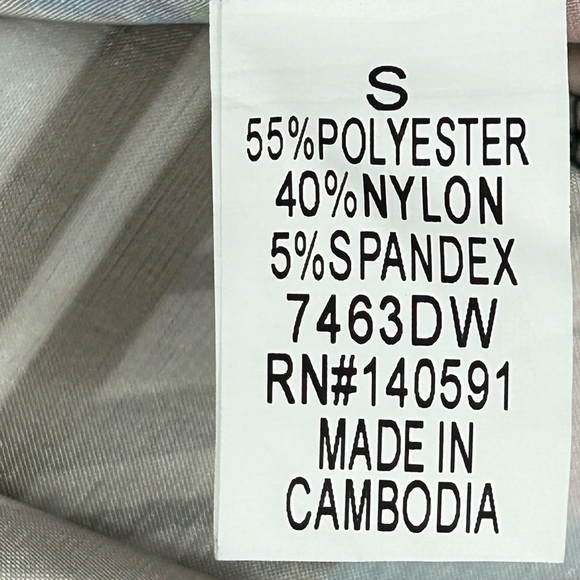 S
55%POLYESTER
40%NYLON
5%SPANDEX
7463DW
RN#140591
MADE IN
CAMBODIA